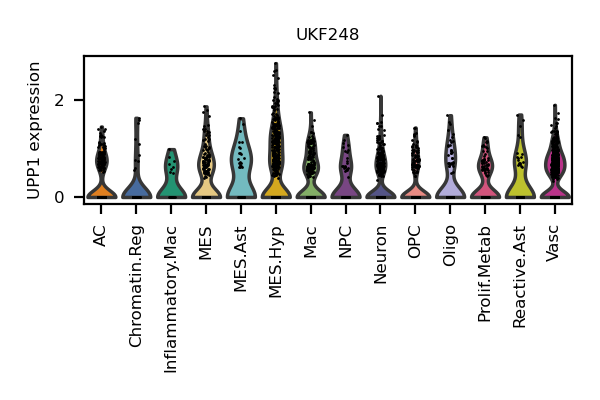 UKF248
UPP1 expression
2
0
AC
Chromatin.Reg
Inflammatory.Mac
MES
MES.Ast
MES.Hyp
Mac
NPC
Neuron
OPC
Oligo
Prolif.Metab
Reactive.Ast
Vasc